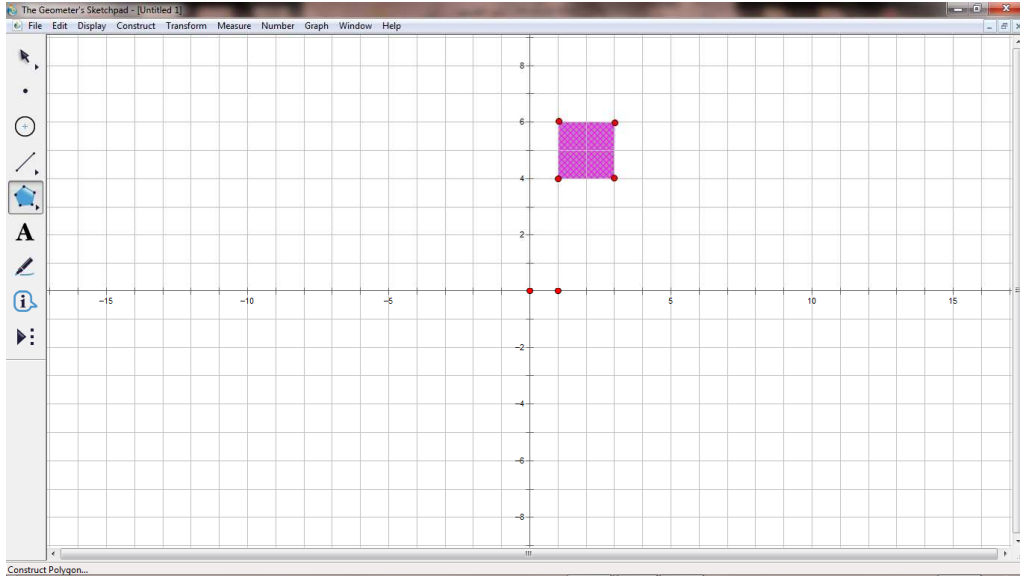 The Geometer's Sketchpad - [Untitled 1]
File Edit Display Construct Transform Measure Number Graph Window Help
8
6
4
2
−15 −10 −5 5 10 15
−2
−4
−6
−8
A
i
Construct Polygon...